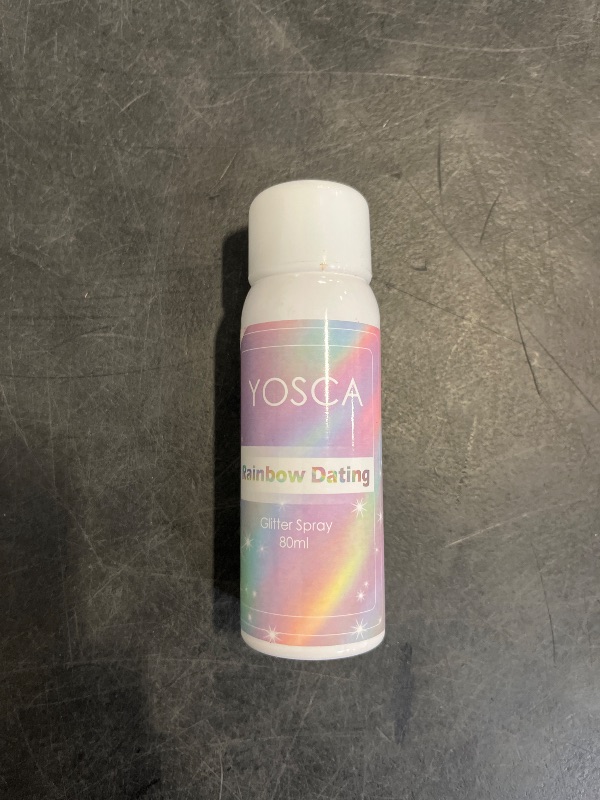 YOSCA
Rainbow Dating
Glitter Spray
80ml